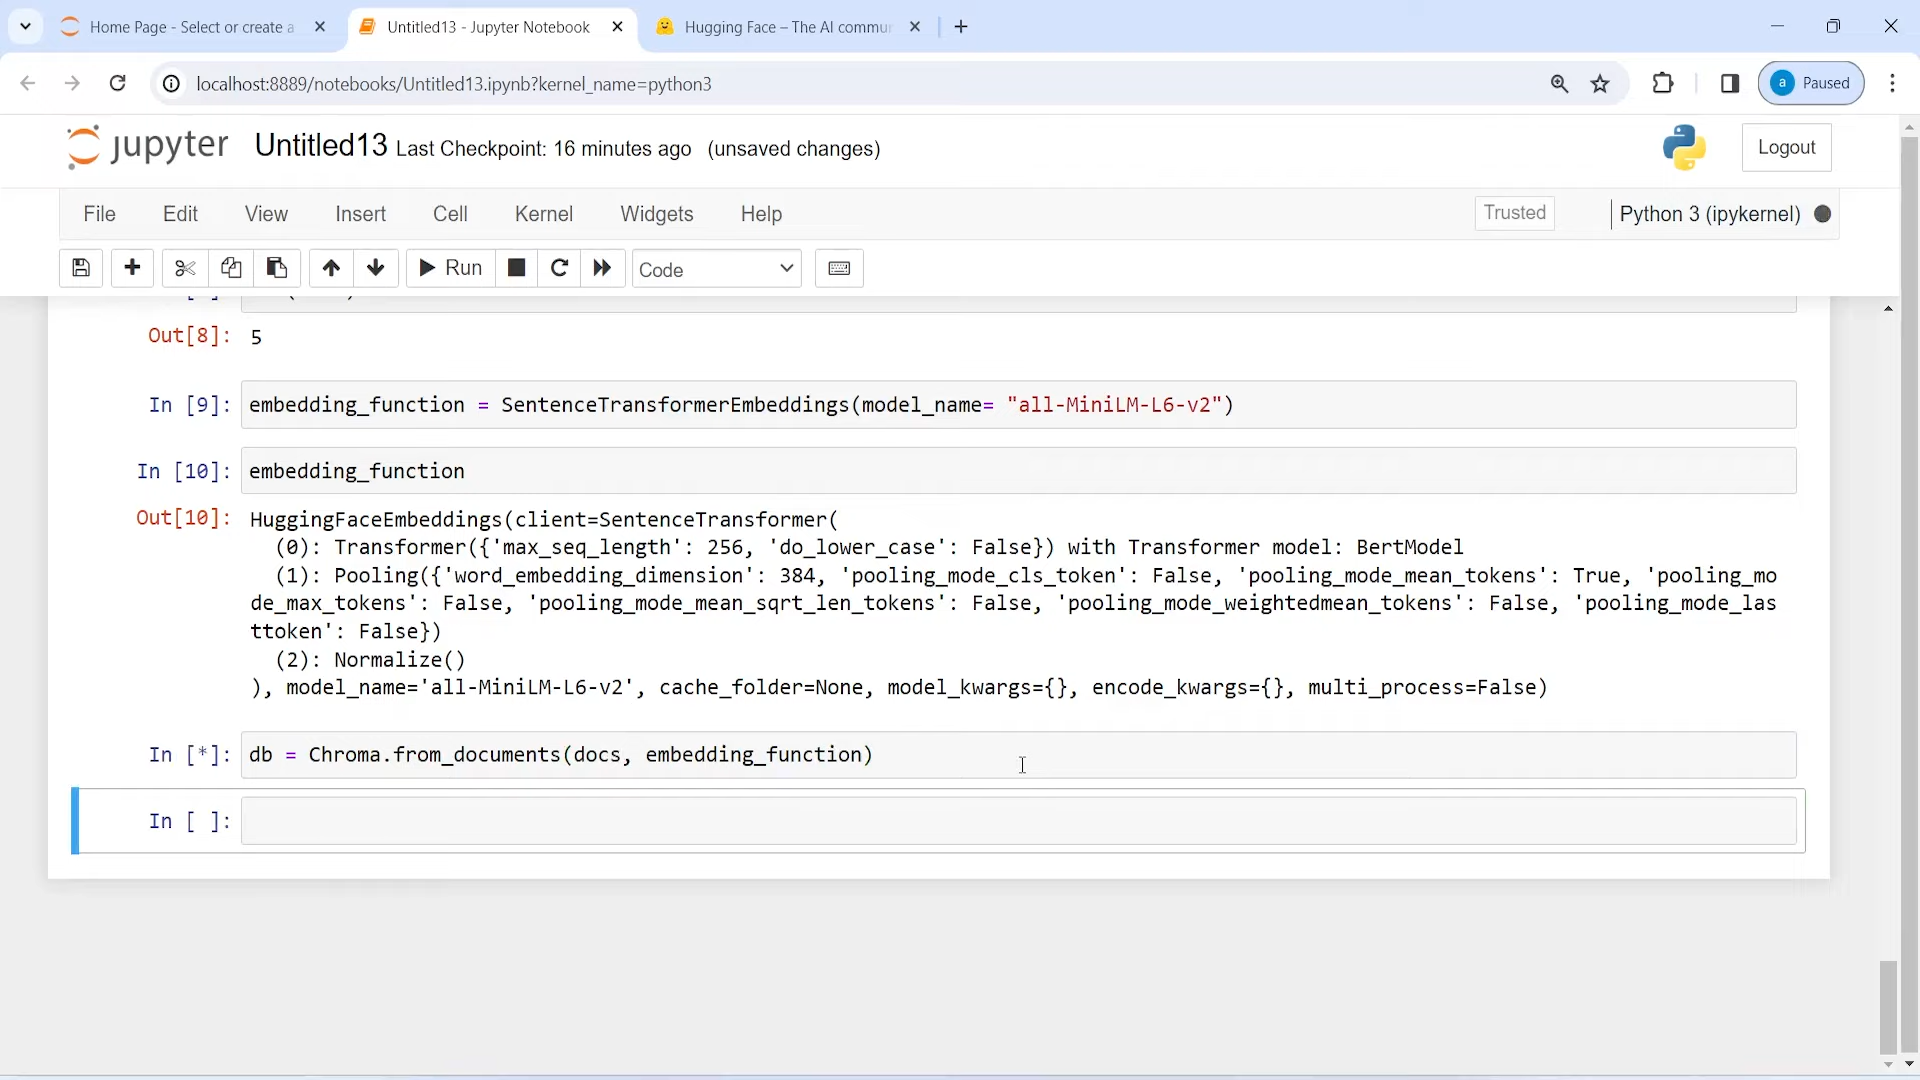 Home Page - Select or create a
Untitled13 - Jupyter Notebook
Hugging Face – The AI commun
localhost:8889/notebooks/Untitled13.ipynb?kernel_name=python3
a Paused
jupyter Untitled13 Last Checkpoint: 16 minutes ago (unsaved changes)
Logout
File Edit View Insert Cell Kernel Widgets Help
Trusted
Python 3 (ipykernel)
Run
Code
Out[8]: 5
In [9]: embedding_function = SentenceTransformerEmbeddings(model_name= "all-MiniLM-L6-v2")
In [10]: embedding_function
Out[10]: HuggingFaceEmbeddings(client=SentenceTransformer(
(0): Transformer({'max_seq_length': 256, 'do_lower_case': False}) with Transformer model: BertModel
(1): Pooling({'word_embedding_dimension': 384, 'pooling_mode_cls_token': False, 'pooling_mode_mean_tokens': True, 'pooling_mo
de_max_tokens': False, 'pooling_mode_mean_sqrt_len_tokens': False, 'pooling_mode_weightedmean_tokens': False, 'pooling_mode_las
ttoken': False})
(2): Normalize()
), model_name='all-MiniLM-L6-v2', cache_folder=None, model_kwargs={}, encode_kwargs={}, multi_process=False)
In [*]: db = Chroma.from_documents(docs, embedding_function)
In [ ]: